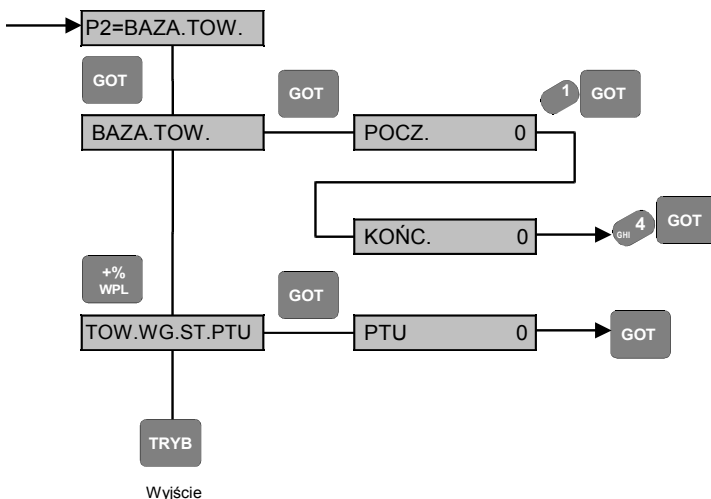 P2=BAZA.TOW.
GOT
GOT
1 GOT
BAZA.TOW.
POCZ. 0
KOŃC. 0
GHI 4 GOT
+%
WPL
GOT
TOW.WG.ST.PTU
PTU 0
GOT
TRYB
Wyjście